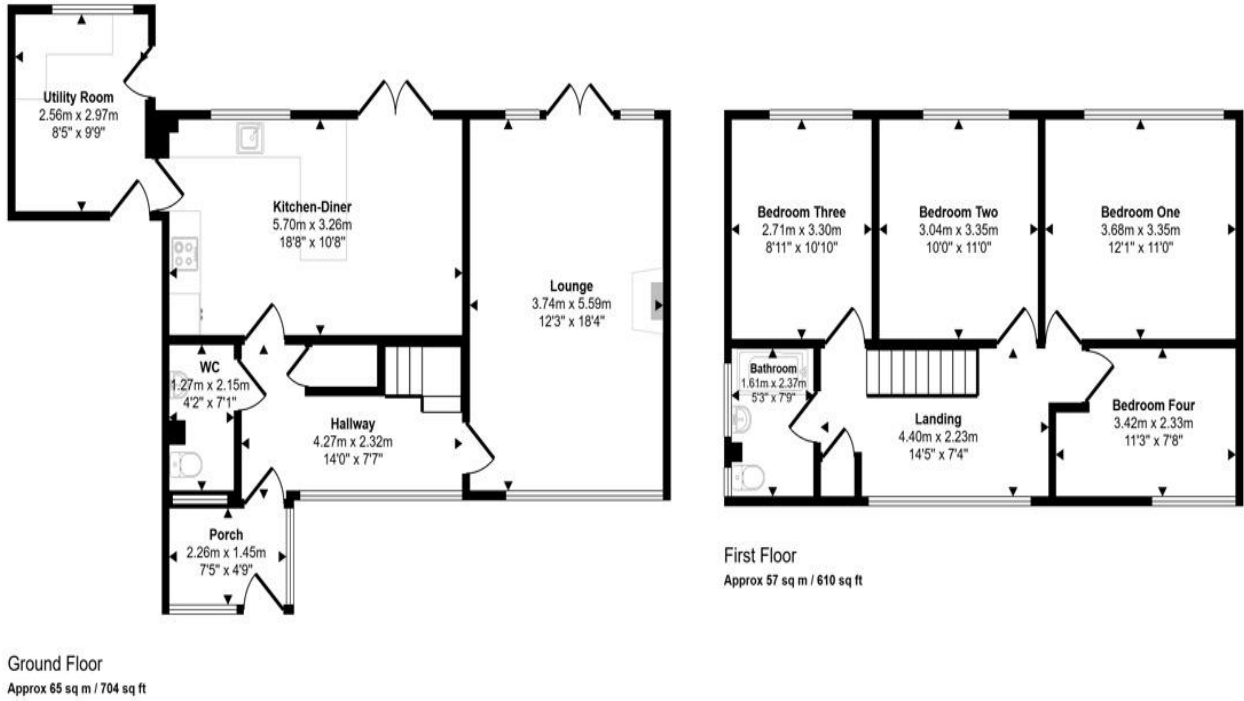 Utility Room
2.56m x 2.97m
8'5" x 9'9"
Kitchen-Diner
5.70m x 3.26m
18'8" x 10'8"
Lounge
3.74m x 5.59m
12'3" x 18'4"
WC
1.27m x 2.15m
4'2" x 7'1"
Hallway
4.27m x 2.32m
14'0" x 7'7"
Porch
2.26m x 1.45m
7'5" x 4'9"
Ground Floor
Approx 65 sq m / 704 sq ft
Bedroom Three
2.71m x 3.30m
8'11" x 10'10"
Bedroom Two
3.04m x 3.35m
10'0" x 11'0"
Bedroom One
3.68m x 3.35m
12'1" x 11'0"
Bathroom
1.61m x 2.37m
5'3" x 7'9"
Landing
4.40m x 2.23m
14'5" x 7'4"
Bedroom Four
3.42m x 2.33m
11'3" x 7'8"
First Floor
Approx 57 sq m / 610 sq ft